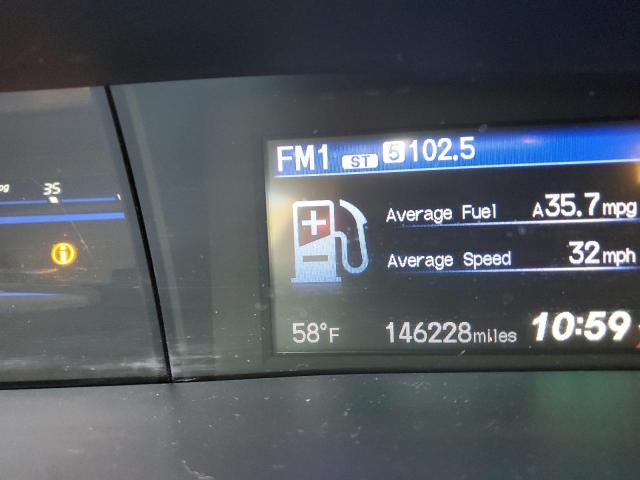 FM1 ST 5 102.5
35
Average Fuel A35.7mpg
Average Speed 32mph
58°F 146228miles 10:59